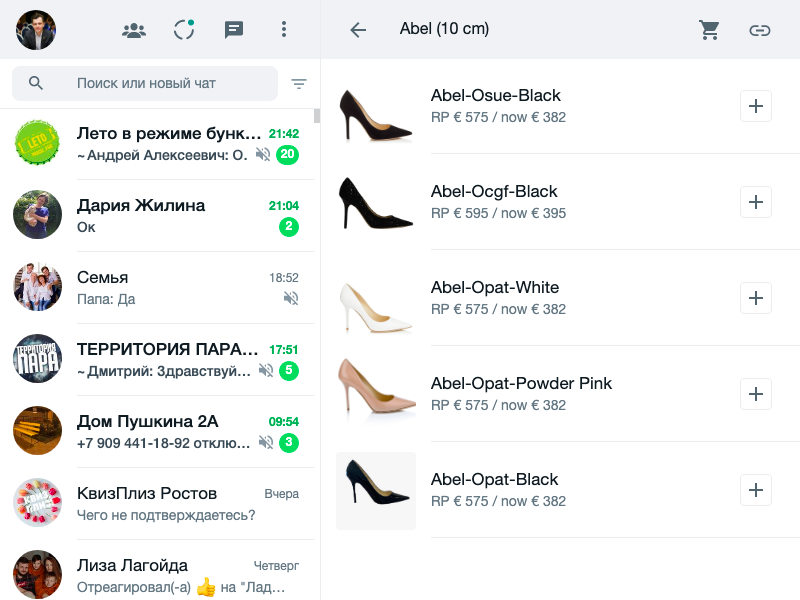 Поиск или новый чат
Лето в режиме бунк... 21:42
~Андрей Алексеевич: О. 20
Дария Жилина 21:04
Ок 2
Семья 18:52
Папа: Да
ТЕРРИТОРИЯ ПАРА... 17:51
~Дмитрий: Здравствуй... 5
Дом Пушкина 2А 09:54
+7 909 441-18-92 отклю... 3
КвизПлиз Ростов Вчера
Чего не подтверждаетесь?
Лиза Лагойда Четверг
Отреагировал(-а) 👍 на "Лад...
LETO
ТЕРРИТОРИЯ
ПАРА
Abel (10 cm)
Abel-Osue-Black
RP € 575 / now € 382
Abel-Ocgf-Black
RP € 595 / now € 395
Abel-Opat-White
RP € 575 / now € 382
Abel-Opat-Powder Pink
RP € 575 / now € 382
Abel-Opat-Black
RP € 575 / now € 382